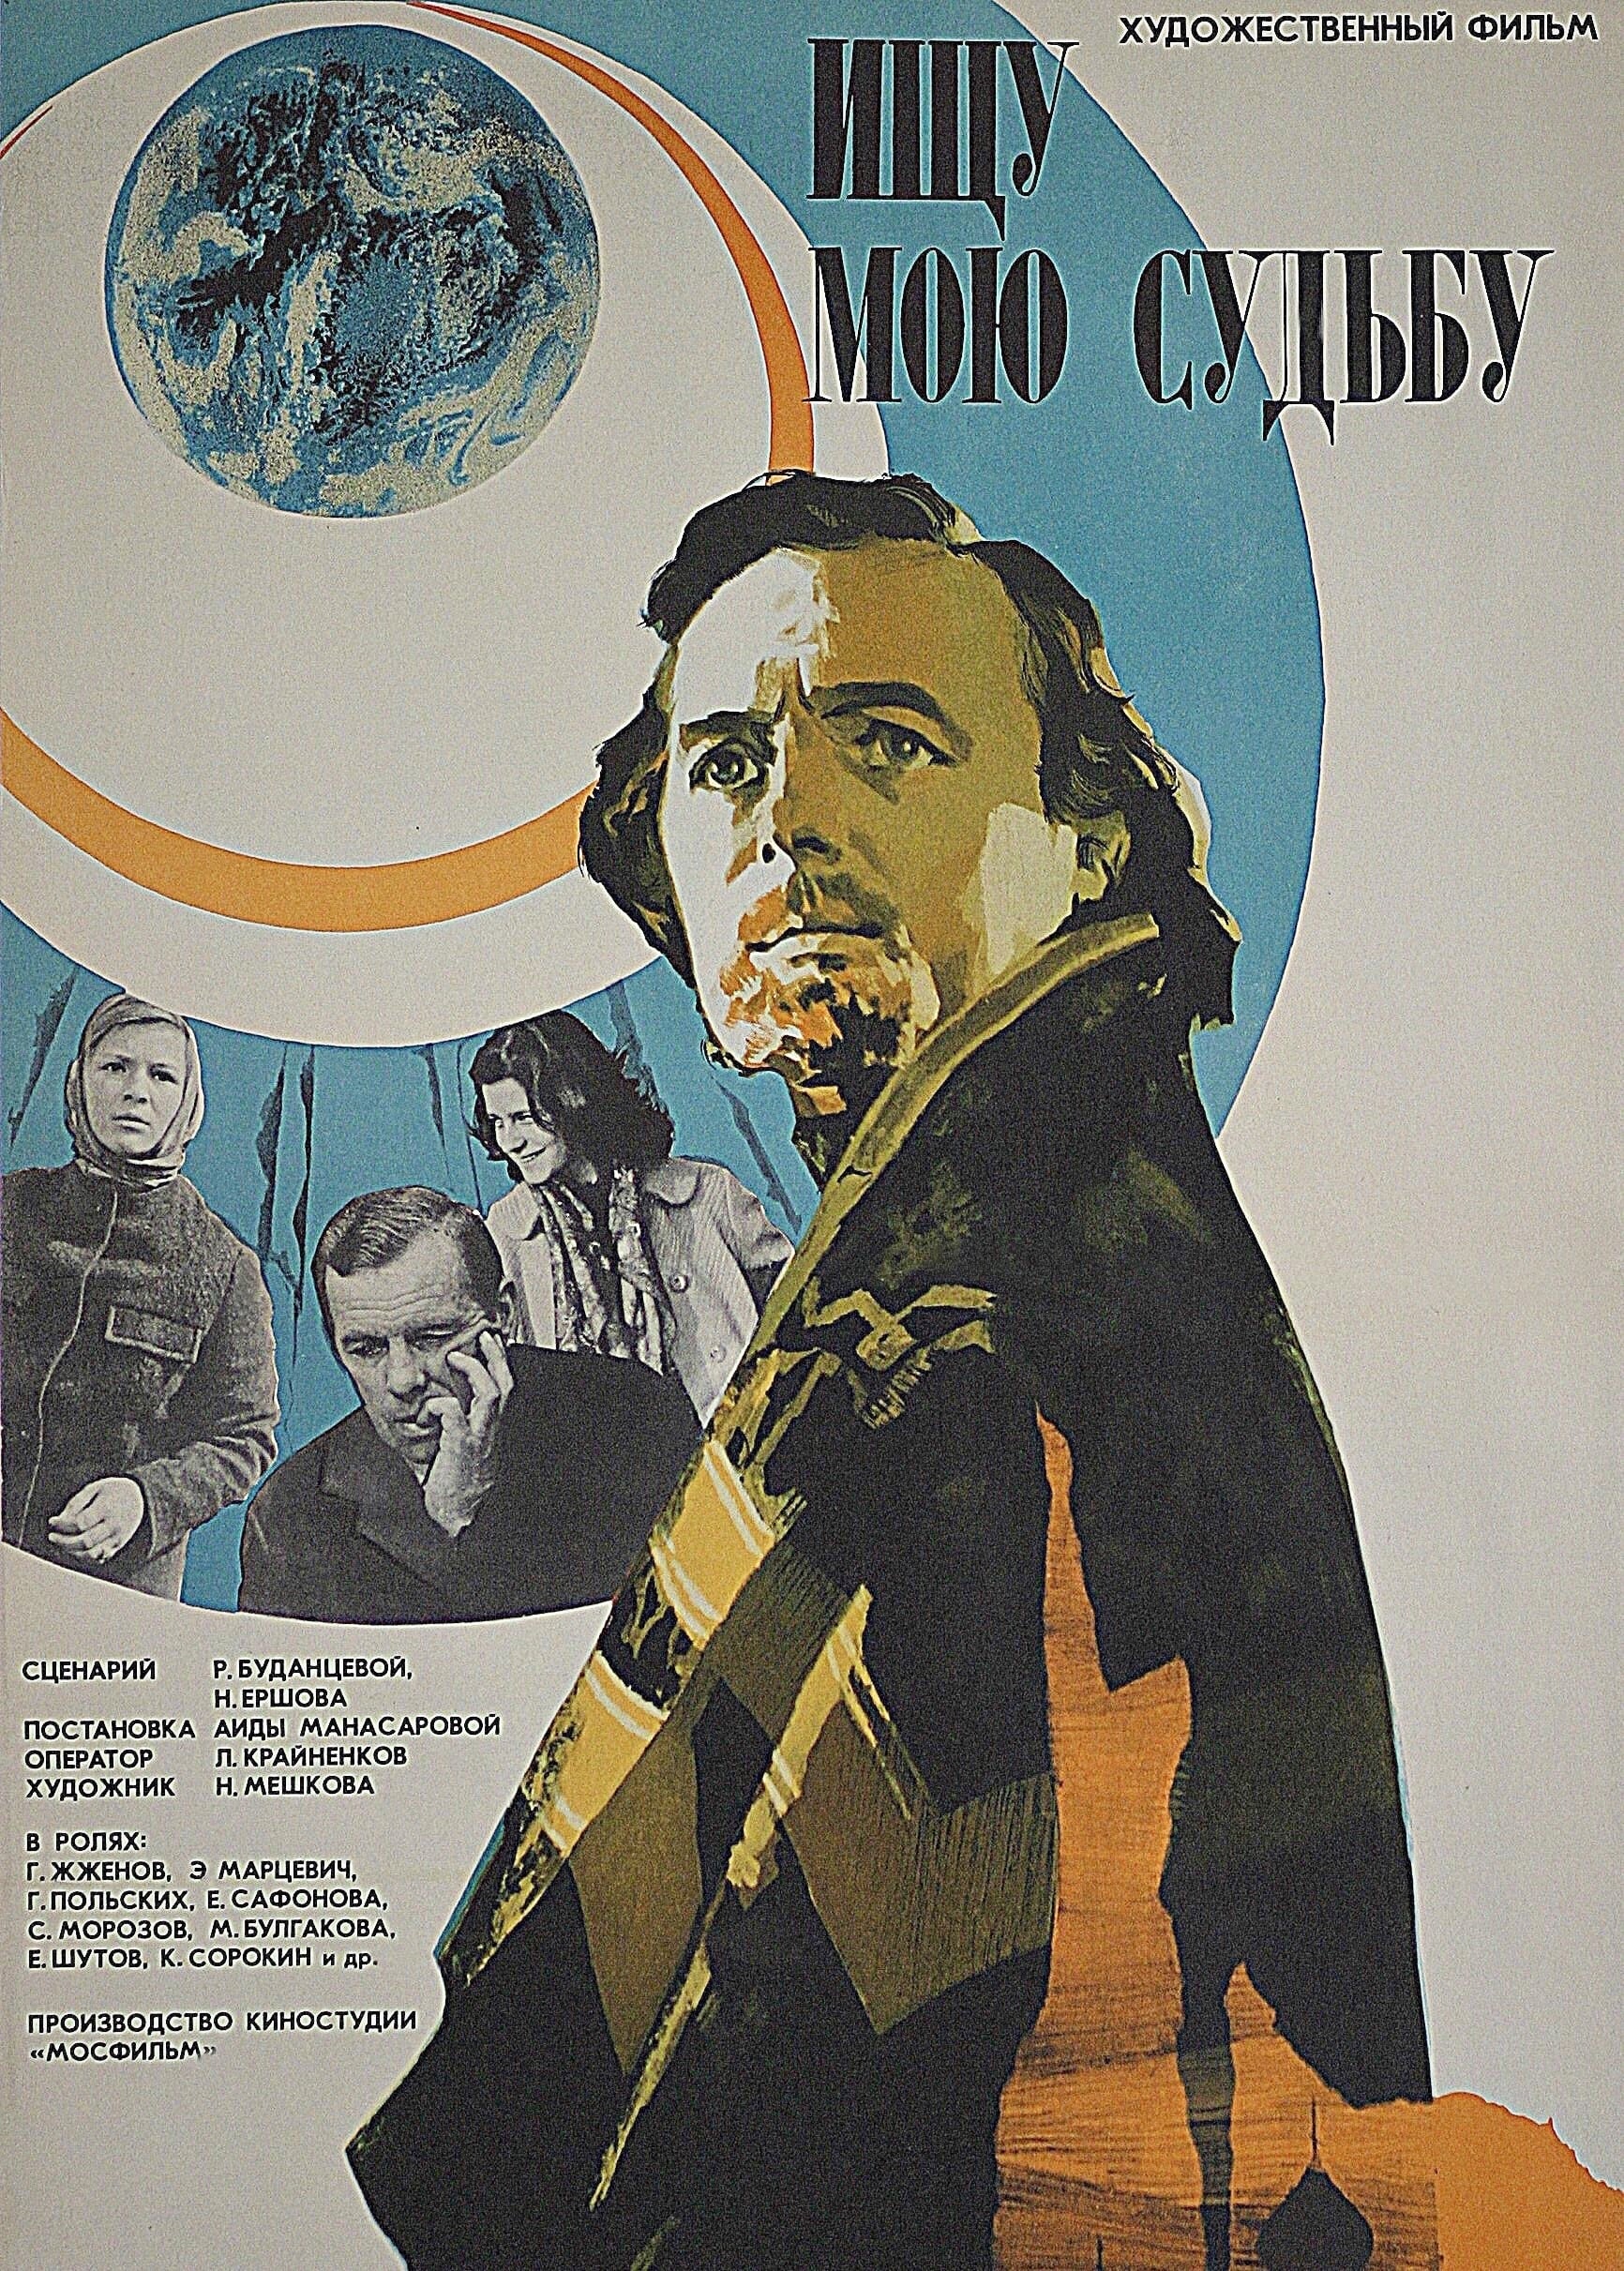 ХУДОЖЕСТВЕННЫЙ ФИЛЬМ
ИЩУ
МОЮ СУДЬБУ
СЦЕНАРИЙ Р. БУДАНЦЕВОЙ,
Н. ЕРШОВА
ПОСТАНОВКА АИДЫ МАНАСАРОВОЙ
ОПЕРАТОР Л. КРАЙНЕНКОВ
ХУДОЖНИК Н. МЕШКОВА
В РОЛЯХ:
Г. ЖЖЕНОВ, Э МАРЦЕВИЧ,
Г. ПОЛЬСКИХ, Е. САФОНОВА,
С. МОРОЗОВ, М. БУЛГАКОВА,
Е. ШУТОВ, К. СОРОКИН и др.
ПРОИЗВОДСТВО КИНОСТУДИИ
«МОСФИЛЬМ»